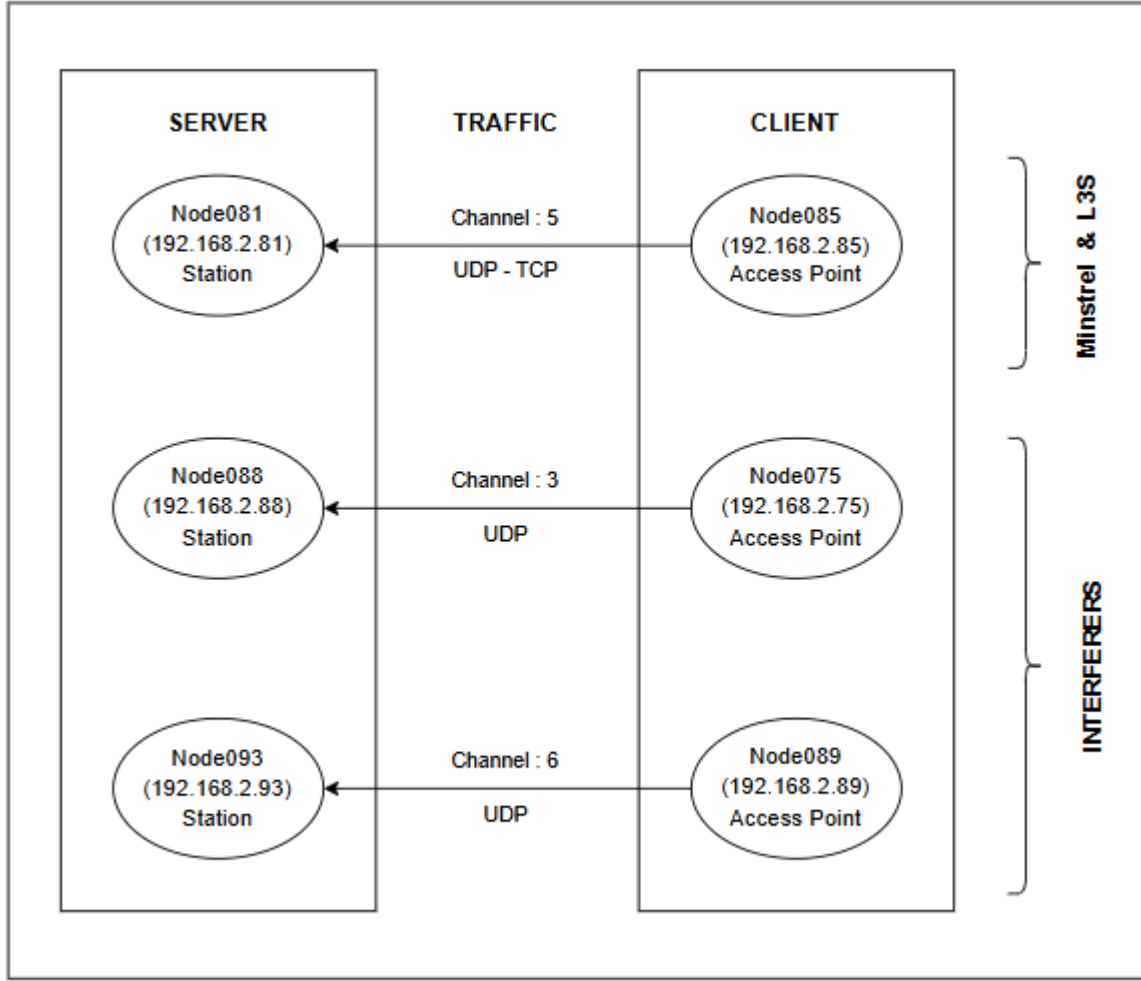 SERVER
TRAFFIC
CLIENT
Node081
(192.168.2.81)
Station
Channel : 5
UDP - TCP
Node085
(192.168.2.85)
Access Point
Minstrel & L3S
Node088
(192.168.2.88)
Station
Channel : 3
UDP
Node075
(192.168.2.75)
Access Point
INTERFERERS
Node093
(192.168.2.93)
Station
Channel : 6
UDP
Node089
(192.168.2.89)
Access Point